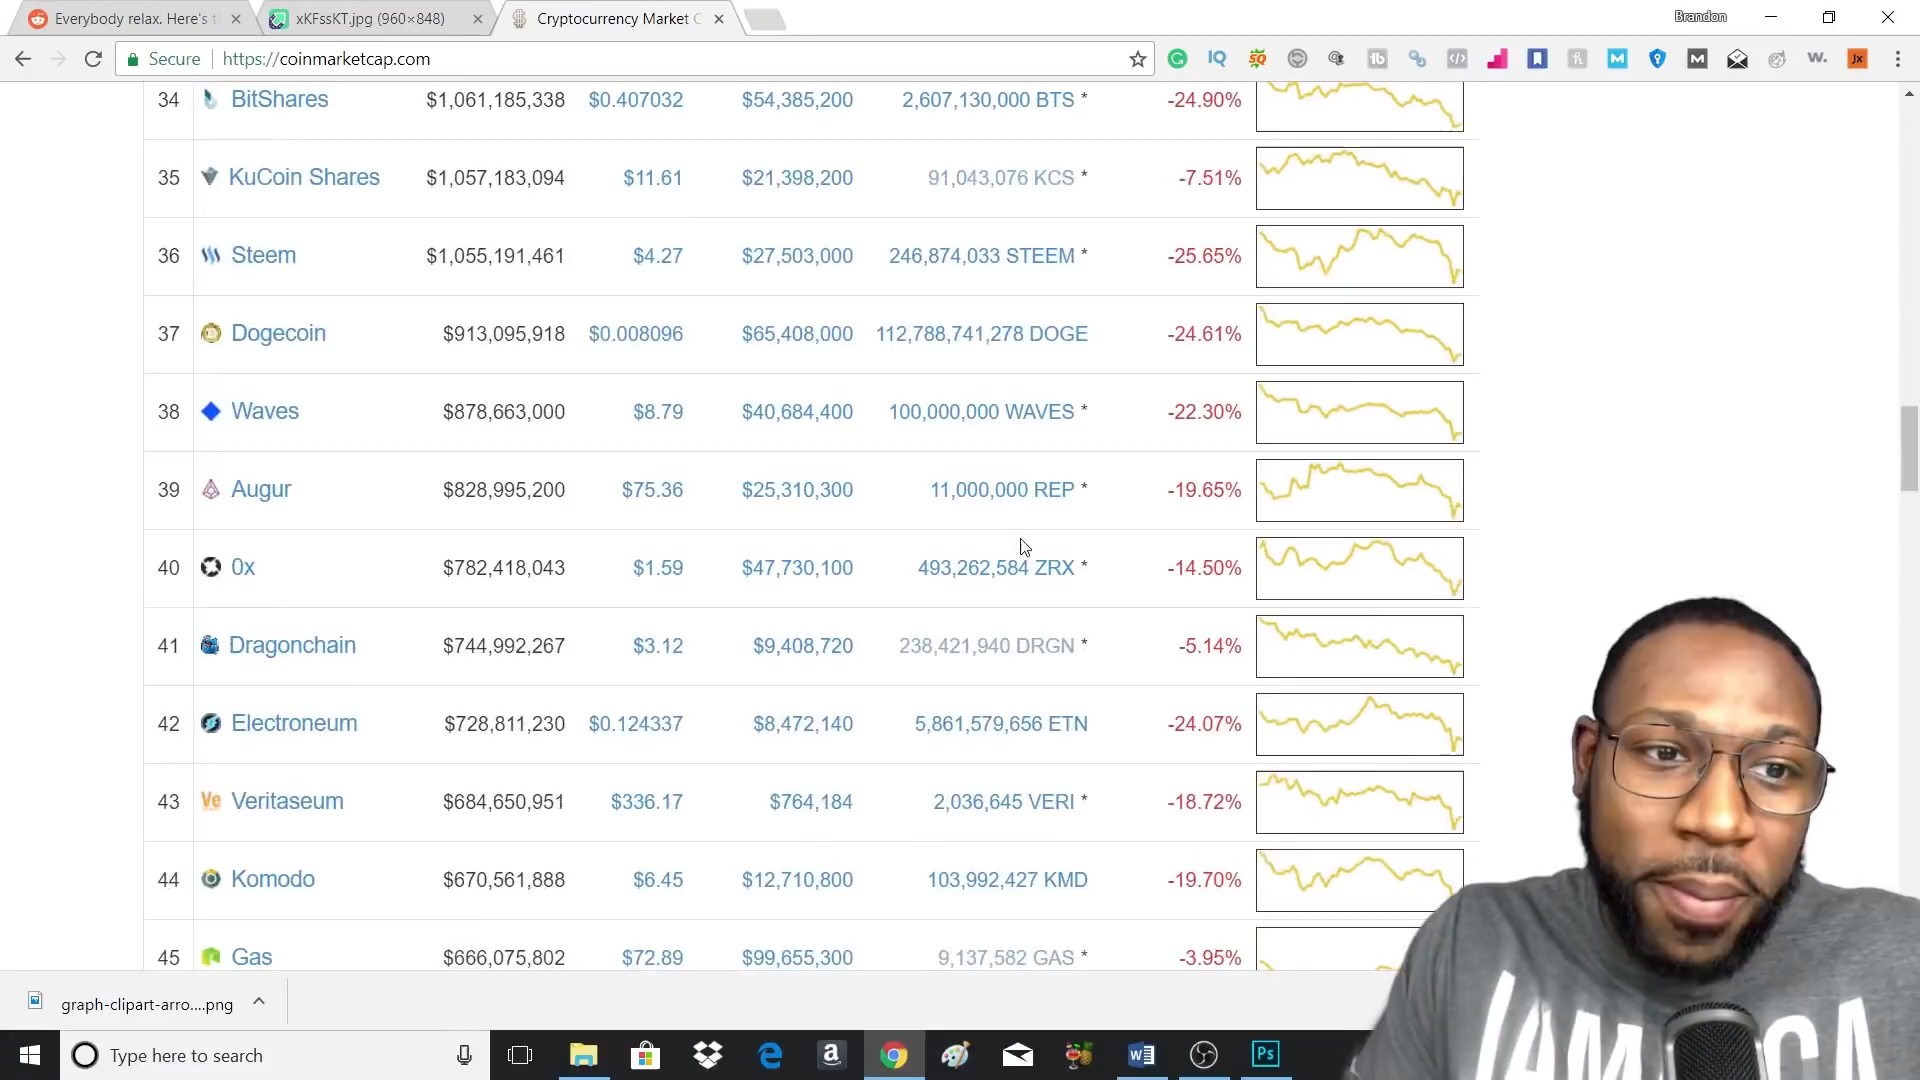 Everybody relax. Here's t
xKFssKT.jpg (960×848)
Cryptocurrency Market C
Brandon
Secure
https://coinmarketcap.com
34 BitShares $1,061,185,338 $0.407032 $54,385,200 2,607,130,000 BTS * -24.90%
35 KuCoin Shares $1,057,183,094 $11.61 $21,398,200 91,043,076 KCS * -7.51%
36 Steem $1,055,191,461 $4.27 $27,503,000 246,874,033 STEEM * -25.65%
37 Dogecoin $913,095,918 $0.008096 $65,408,000 112,788,741,278 DOGE -24.61%
38 Waves $878,663,000 $8.79 $40,684,400 100,000,000 WAVES * -22.30%
39 Augur $828,995,200 $75.36 $25,310,300 11,000,000 REP * -19.65%
40 0x $782,418,043 $1.59 $47,730,100 493,262,584 ZRX * -14.50%
41 Dragonchain $744,992,267 $3.12 $9,408,720 238,421,940 DRGN * -5.14%
42 Electroneum $728,811,230 $0.124337 $8,472,140 5,861,579,656 ETN -24.07%
43 Veritaseum $684,650,951 $336.17 $764,184 2,036,645 VERI * -18.72%
44 Komodo $670,561,888 $6.45 $12,710,800 103,992,427 KMD -19.70%
45 Gas $666,075,802 $72.89 $99,655,300 9,137,582 GAS * -3.95%
graph-clipart-arro....png
Type here to search